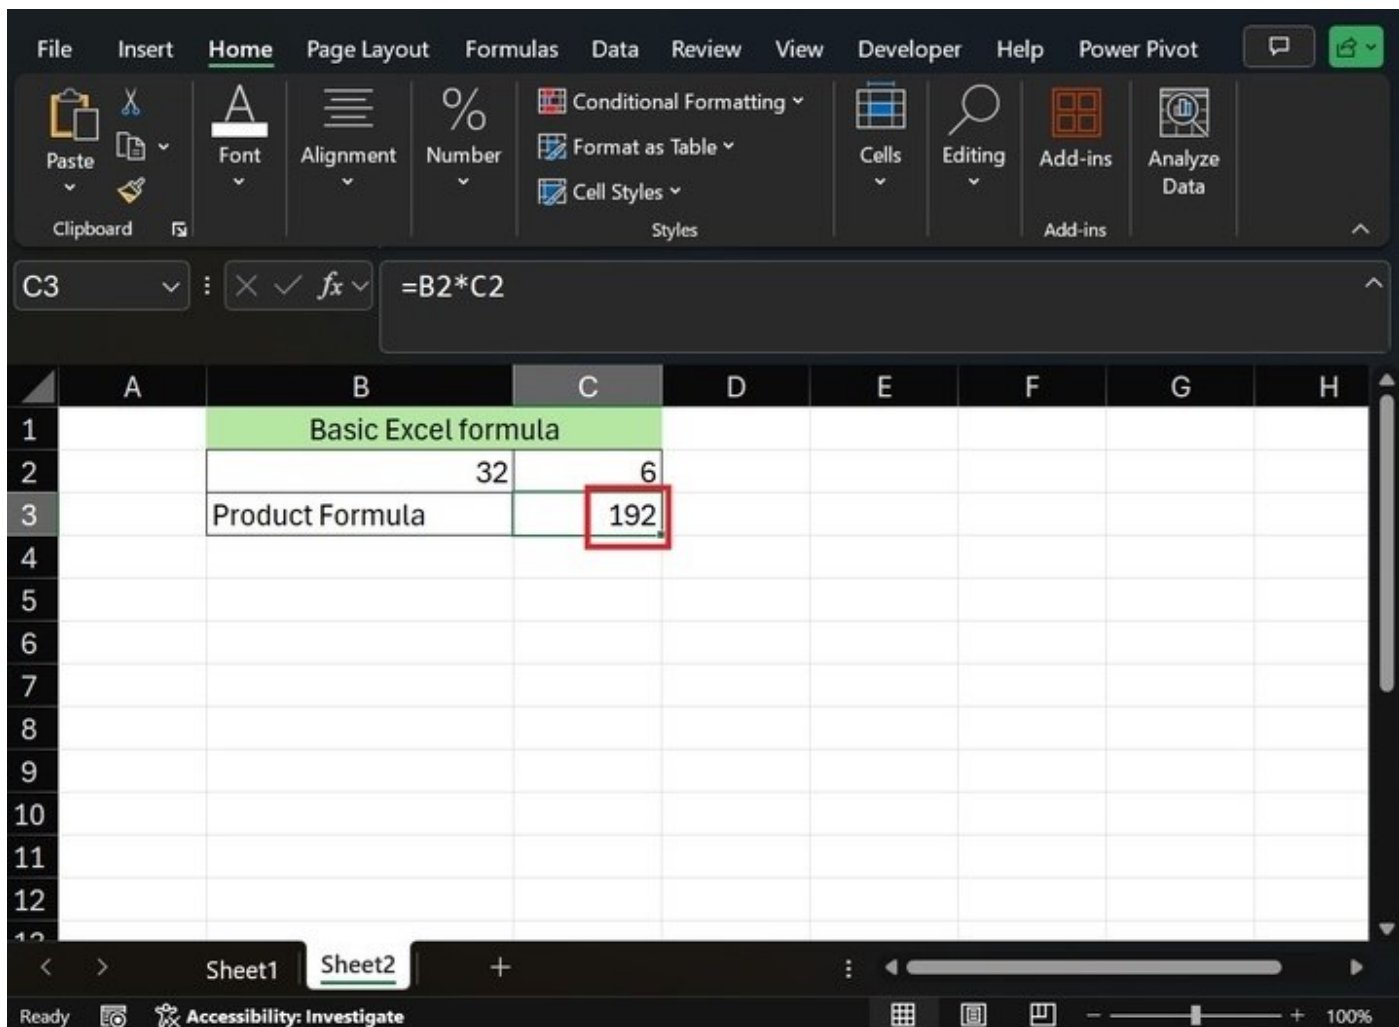 File Insert Home Page Layout Formulas Data Review View Developer Help Power Pivot
Paste
Font
Alignment
Number
Conditional Formatting
Format as Table
Cell Styles
Cells
Editing
Add-ins
Analyze
Data
Clipboard
Styles
Add-ins
C3 fx =B2*C2
A B C D E F G H
1 Basic Excel formula
2 32 6
3 Product Formula 192
4
5
6
7
8
9
10
11
12
Sheet1 Sheet2 +
Ready Accessibility: Investigate - + 100%